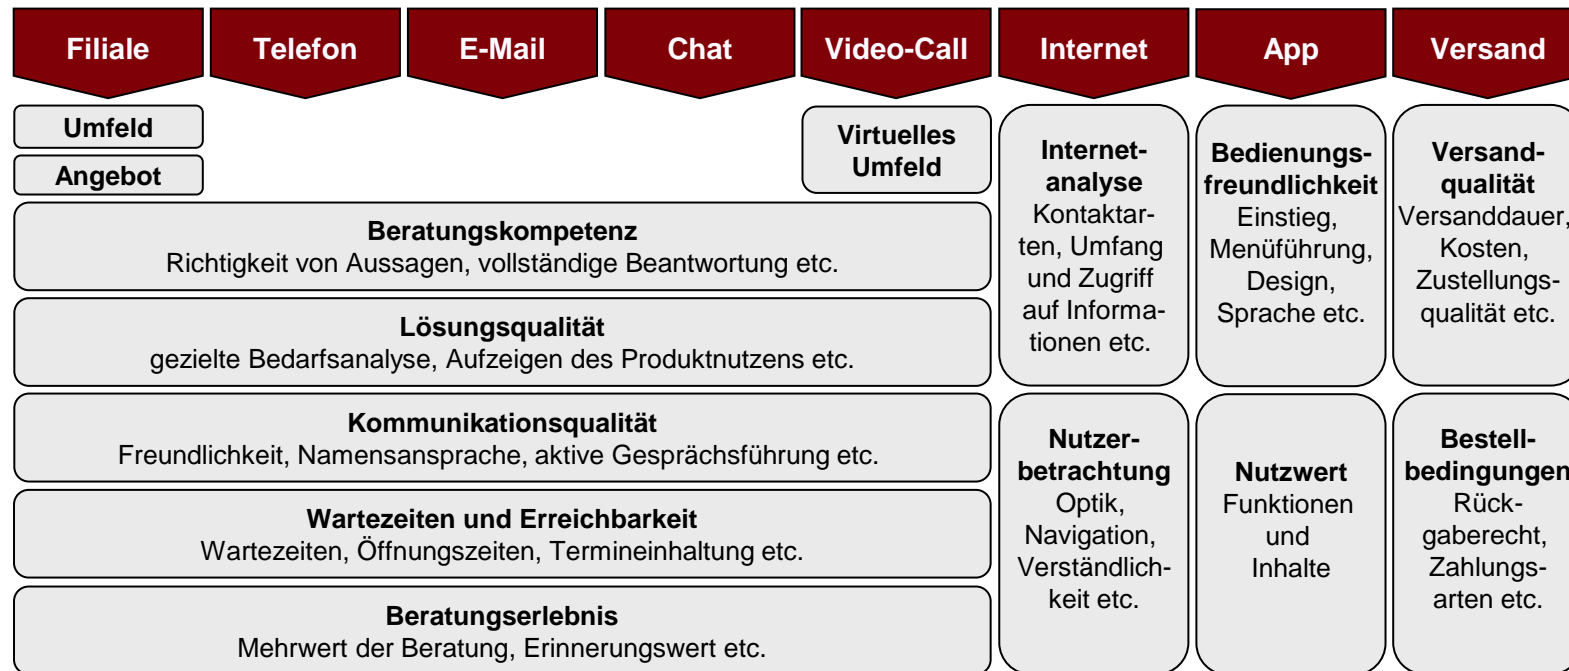 Filiale
Telefon
E-Mail
Chat
Video-Call
Internet
App
Versand
Umfeld
Angebot
Virtuelles
Umfeld
Beratungskompetenz
Richtigkeit von Aussagen, vollständige Beantwortung etc.
Lösungsqualität
gezielte Bedarfsanalyse, Aufzeigen des Produktnutzens etc.
Kommunikationsqualität
Freundlichkeit, Namensansprache, aktive Gesprächsführung etc.
Wartezeiten und Erreichbarkeit
Wartezeiten, Öffnungszeiten, Termineinhaltung etc.
Beratungserlebnis
Mehrwert der Beratung, Erinnerungswert etc.
Internet-
analyse
Kontaktar-
ten, Umfang
und Zugriff
auf Informa-
tionen etc.
Nutzer-
betrachtung
Optik,
Navigation,
Verständlich-
keit etc.
Bedienungs-
freundlichkeit
Einstieg,
Menüführung,
Design,
Sprache etc.
Nutzwert
Funktionen
und
Inhalte
Versand-
qualität
Versanddauer,
Kosten,
Zustellungs-
qualität etc.
Bestell-
bedingungen
Rück-
gaberecht,
Zahlungs-
arten etc.